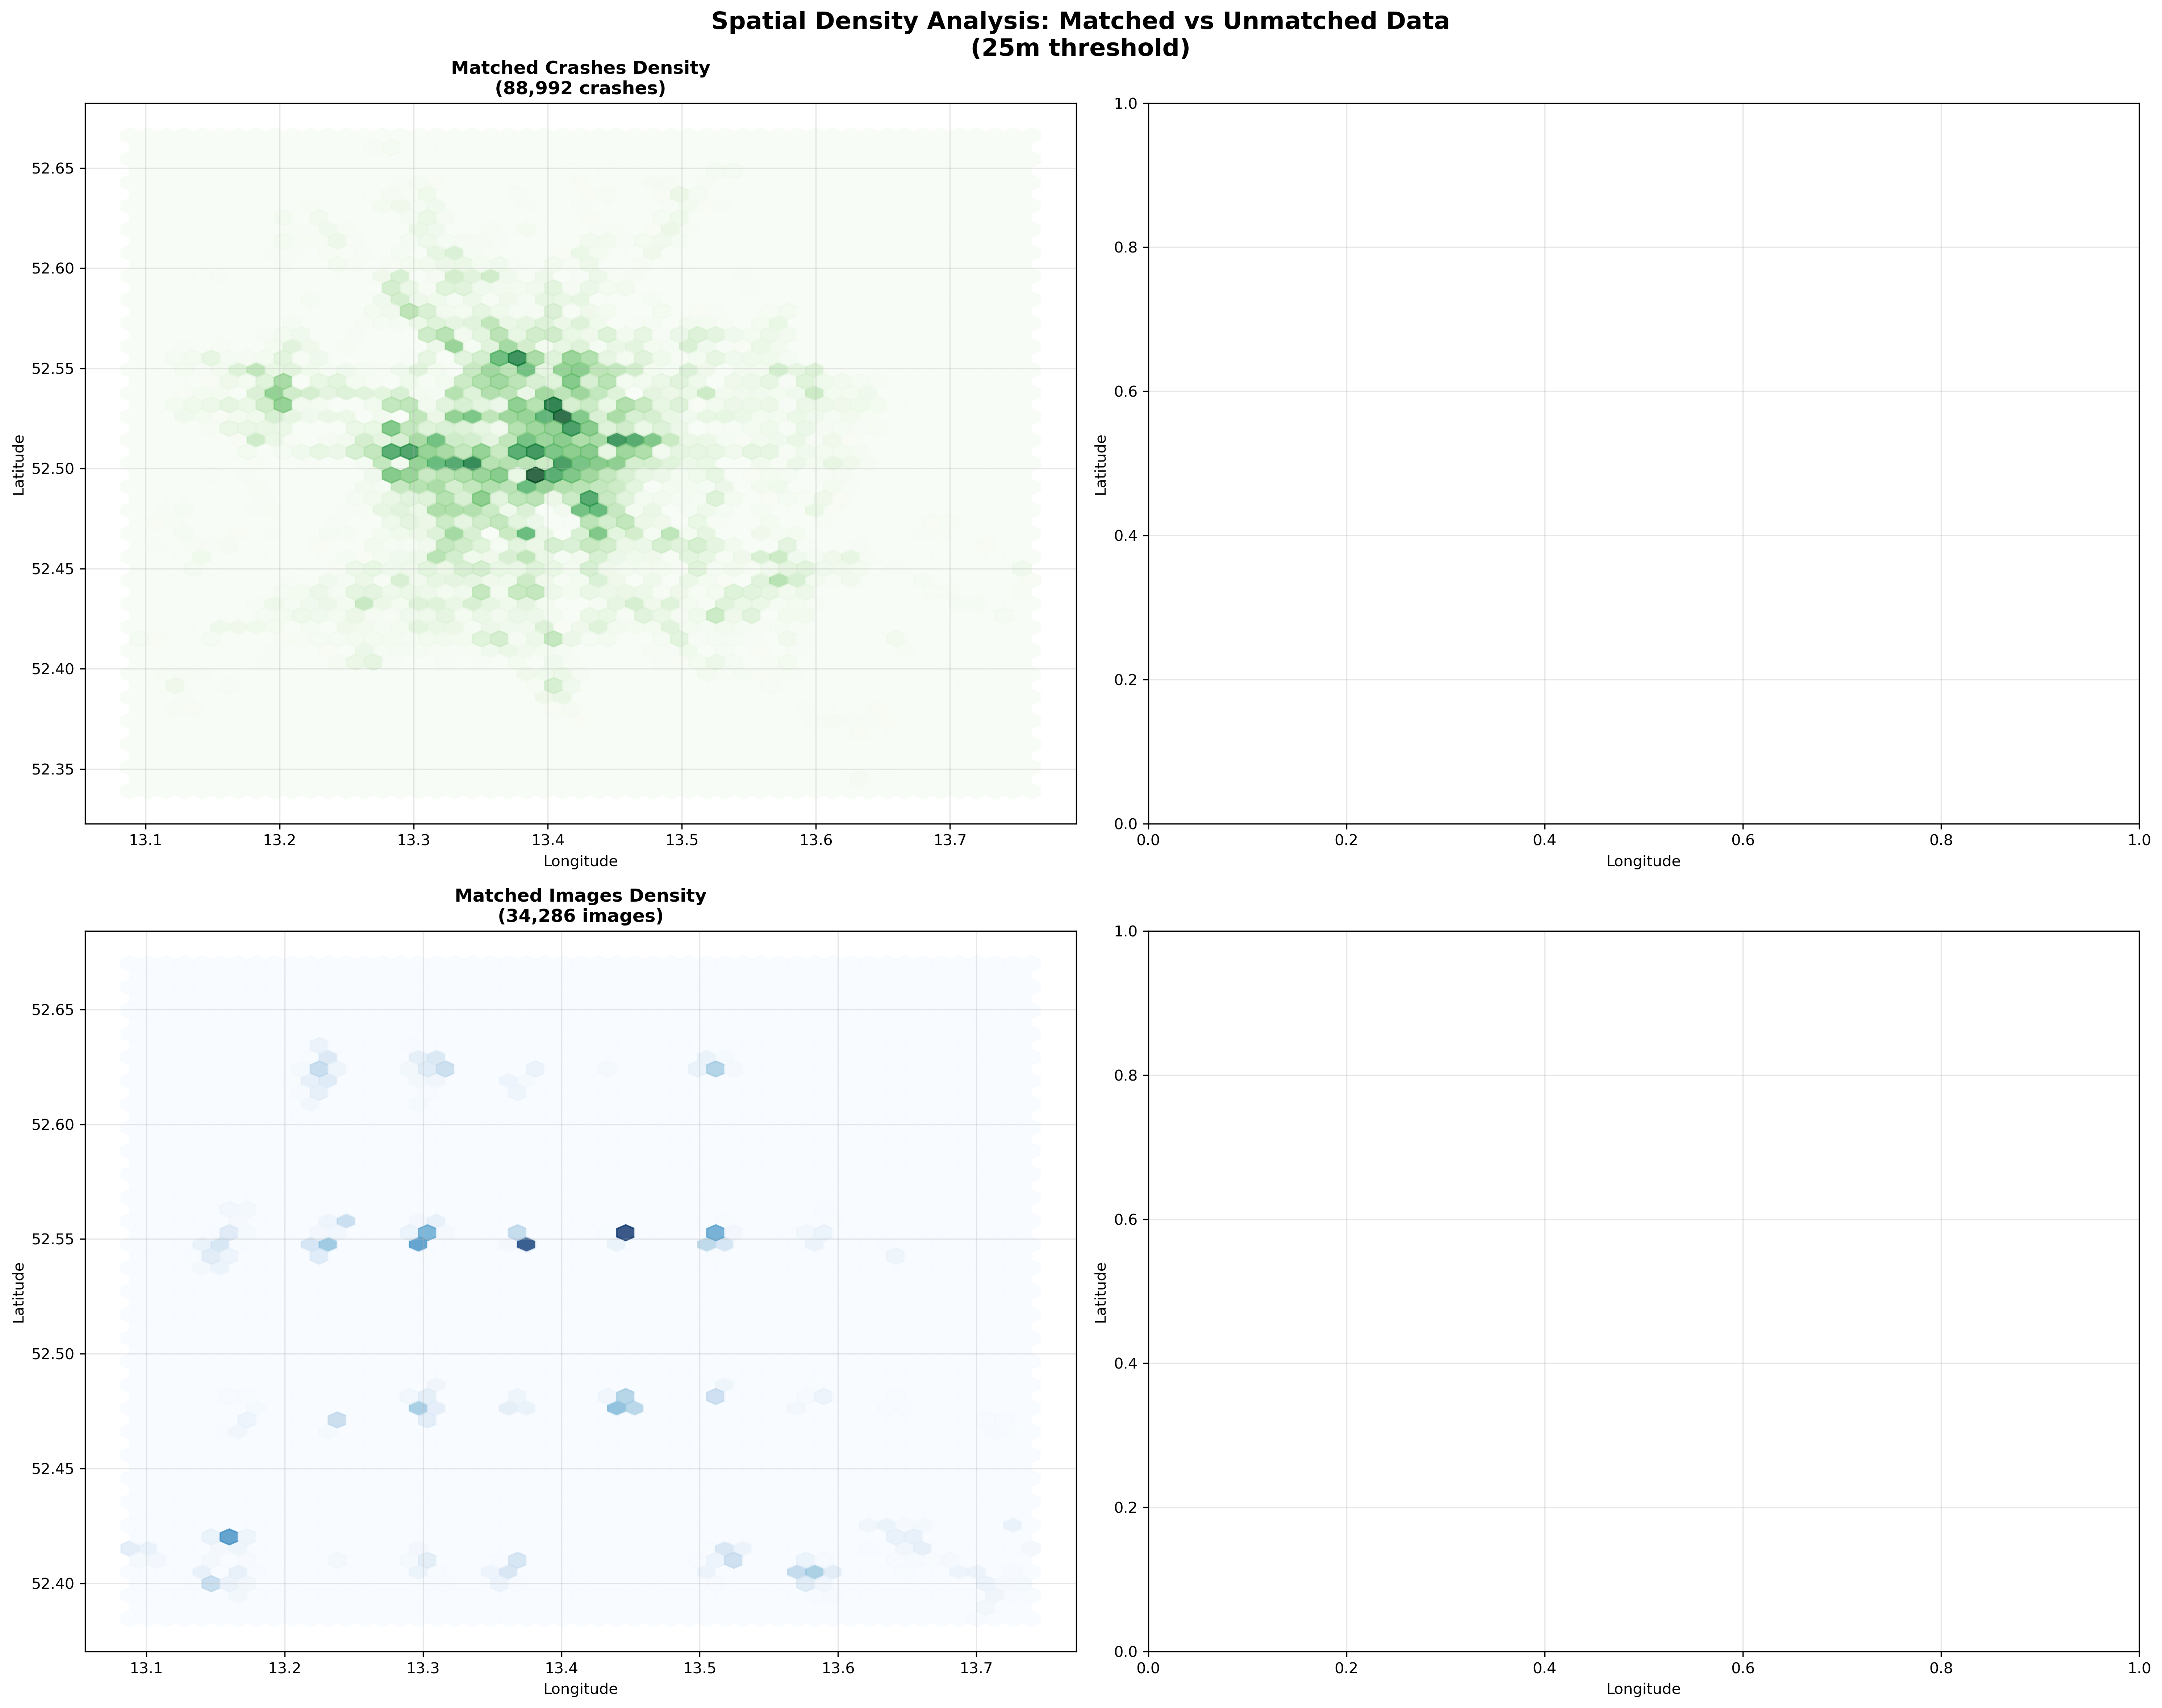 Spatial Density Analysis: Matched vs Unmatched Data
(25m threshold)
Matched Crashes Density
(88,992 crashes)
52.65
52.60
52.55
52.50
52.45
52.40
52.35
Latitude
13.1 13.2 13.3 13.4 13.5 13.6 13.7
Longitude
1.0
0.8
0.6
0.4
0.2
0.0
Latitude
0.0 0.2 0.4 0.6 0.8 1.0
Longitude
Matched Images Density
(34,286 images)
52.65
52.60
52.55
52.50
52.45
52.40
Latitude
13.1 13.2 13.3 13.4 13.5 13.6 13.7
Longitude
1.0
0.8
0.6
0.4
0.2
0.0
Latitude
0.0 0.2 0.4 0.6 0.8 1.0
Longitude